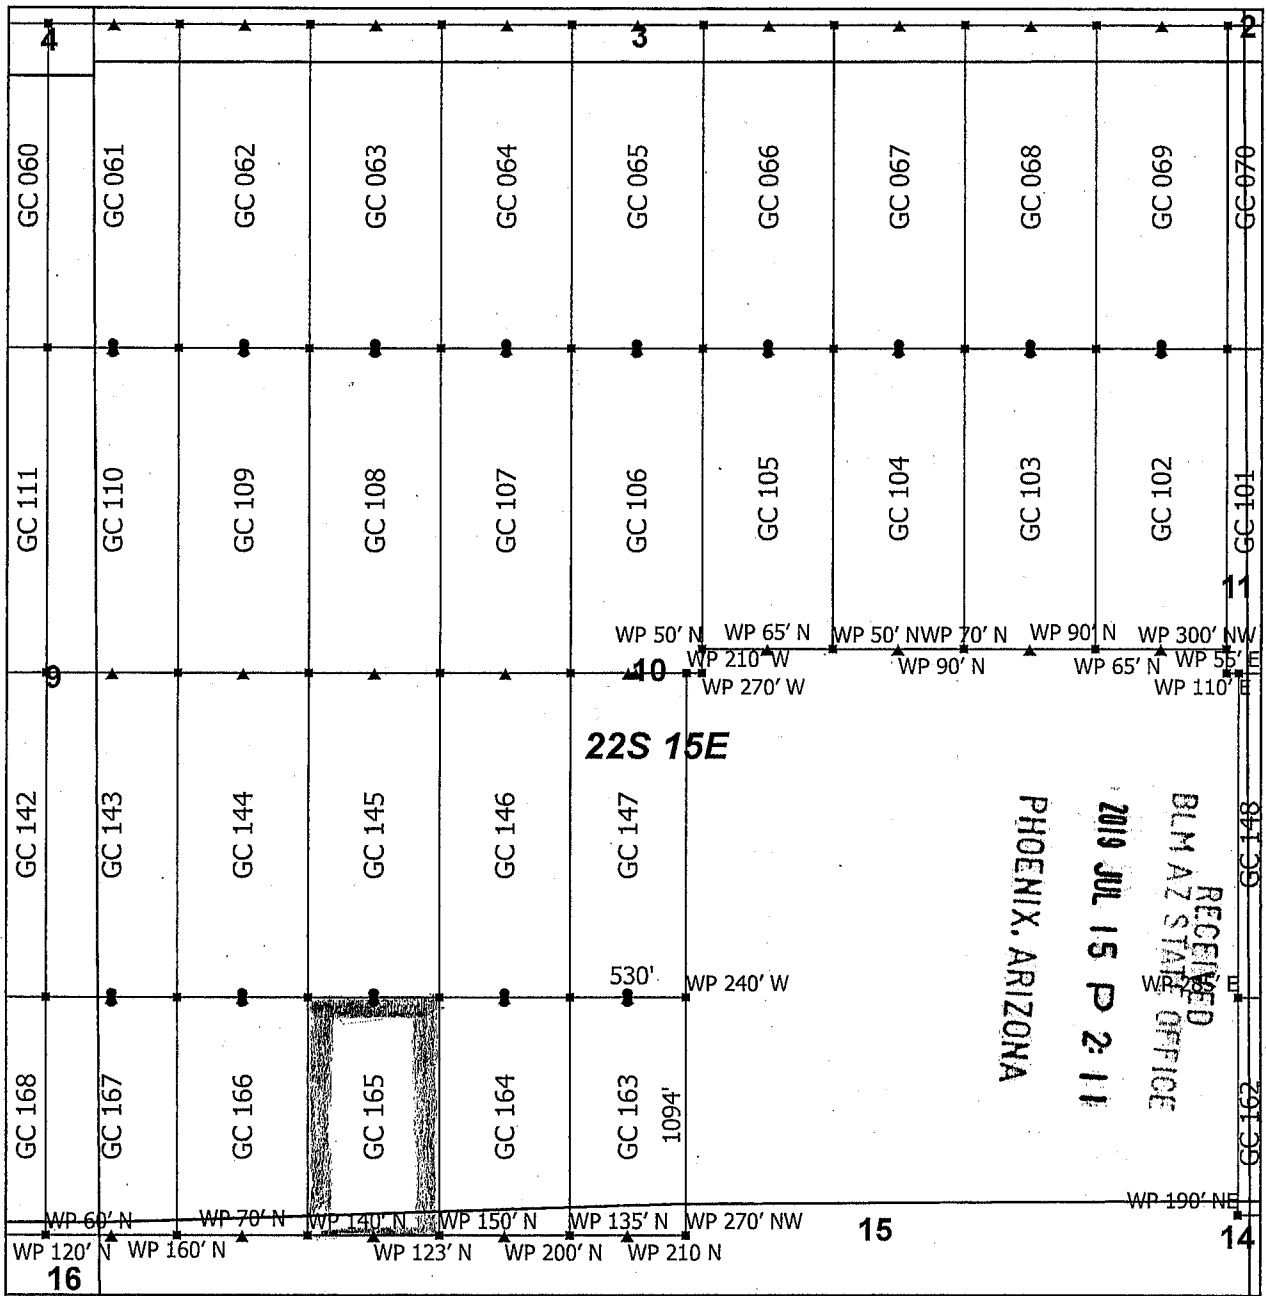 4
3
2
GC 060
GC 061
GC 062
GC 063
GC 064
GC 065
GC 066
GC 067
GC 068
GC 069
GC 070
GC 111
GC 110
GC 109
GC 108
GC 107
GC 106
GC 105
GC 104
GC 103
GC 102
GC 101
11
WP 50' N WP 65' N WP 50' NWWP 70' N WP 90' N WP 300' NW
WP 210' W WP 90' N WP 65' N WP 55' E
9
10
WP 270' W WP 110' E
22S 15E
GC 142
GC 143
GC 144
GC 145
GC 146
GC 147
GC 148
RECEIVED
BLM AZ STATE OFFICE
2019 JUL 15 P 2:11
PHOENIX, ARIZONA
530' WP 240' W WP 285' E
GC 168
GC 167
GC 166
GC 165
GC 164
GC 163
1094'
GC 162
WP 190' NE
WP 60' N WP 70' N WP 140' N WP 150' N WP 135' N WP 270' NW
15
14
WP 120' N WP 160' N WP 123' N WP 200' N WP 210 N
16